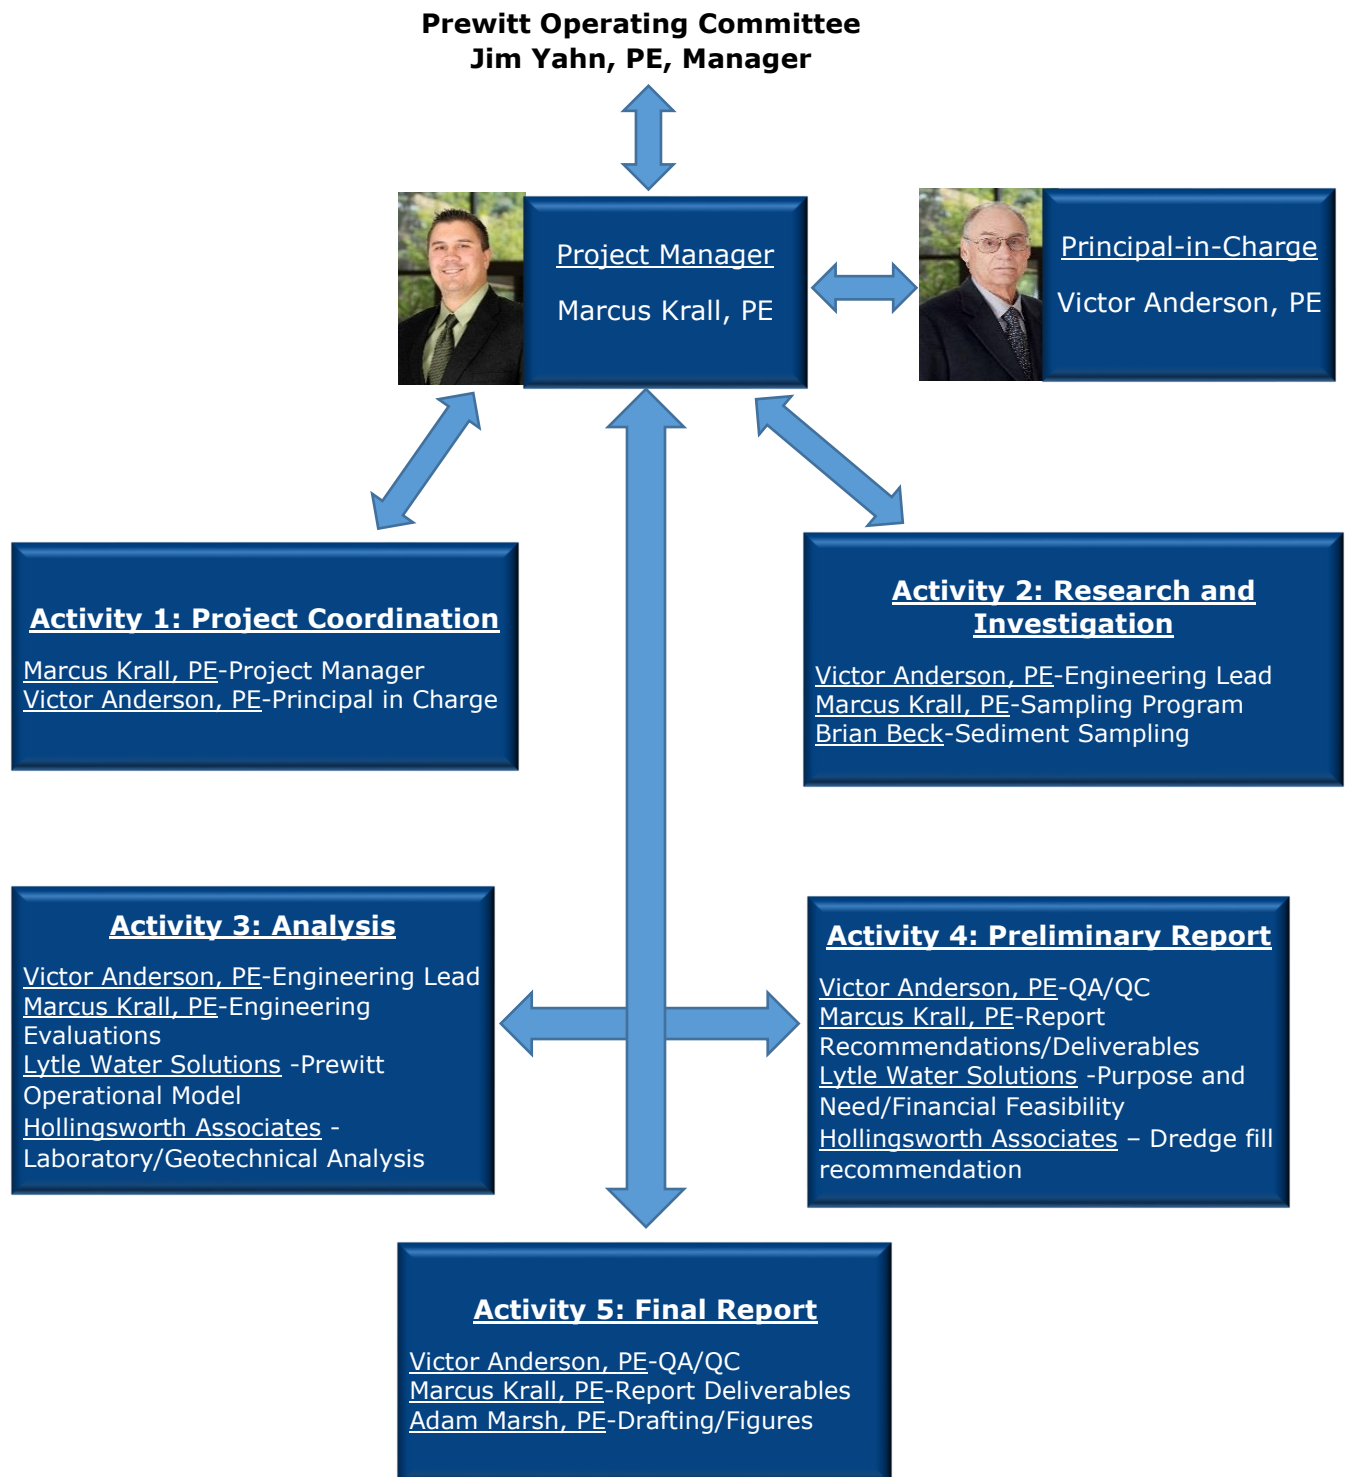 Prewitt Operating Committee
Jim Yahn, PE, Manager
Project Manager
Marcus Krall, PE
Principal-in-Charge
Victor Anderson, PE
Activity 1: Project Coordination
Marcus Krall, PE-Project Manager
Victor Anderson, PE-Principal in Charge
Activity 2: Research and
Investigation
Victor Anderson, PE-Engineering Lead
Marcus Krall, PE-Sampling Program
Brian Beck-Sediment Sampling
Activity 3: Analysis
Victor Anderson, PE-Engineering Lead
Marcus Krall, PE-Engineering
Evaluations
Lytle Water Solutions -Prewitt
Operational Model
Hollingsworth Associates -
Laboratory/Geotechnical Analysis
Activity 4: Preliminary Report
Victor Anderson, PE-QA/QC
Marcus Krall, PE-Report
Recommendations/Deliverables
Lytle Water Solutions -Purpose and
Need/Financial Feasibility
Hollingsworth Associates – Dredge fill
recommendation
Activity 5: Final Report
Victor Anderson, PE-QA/QC
Marcus Krall, PE-Report Deliverables
Adam Marsh, PE-Drafting/Figures